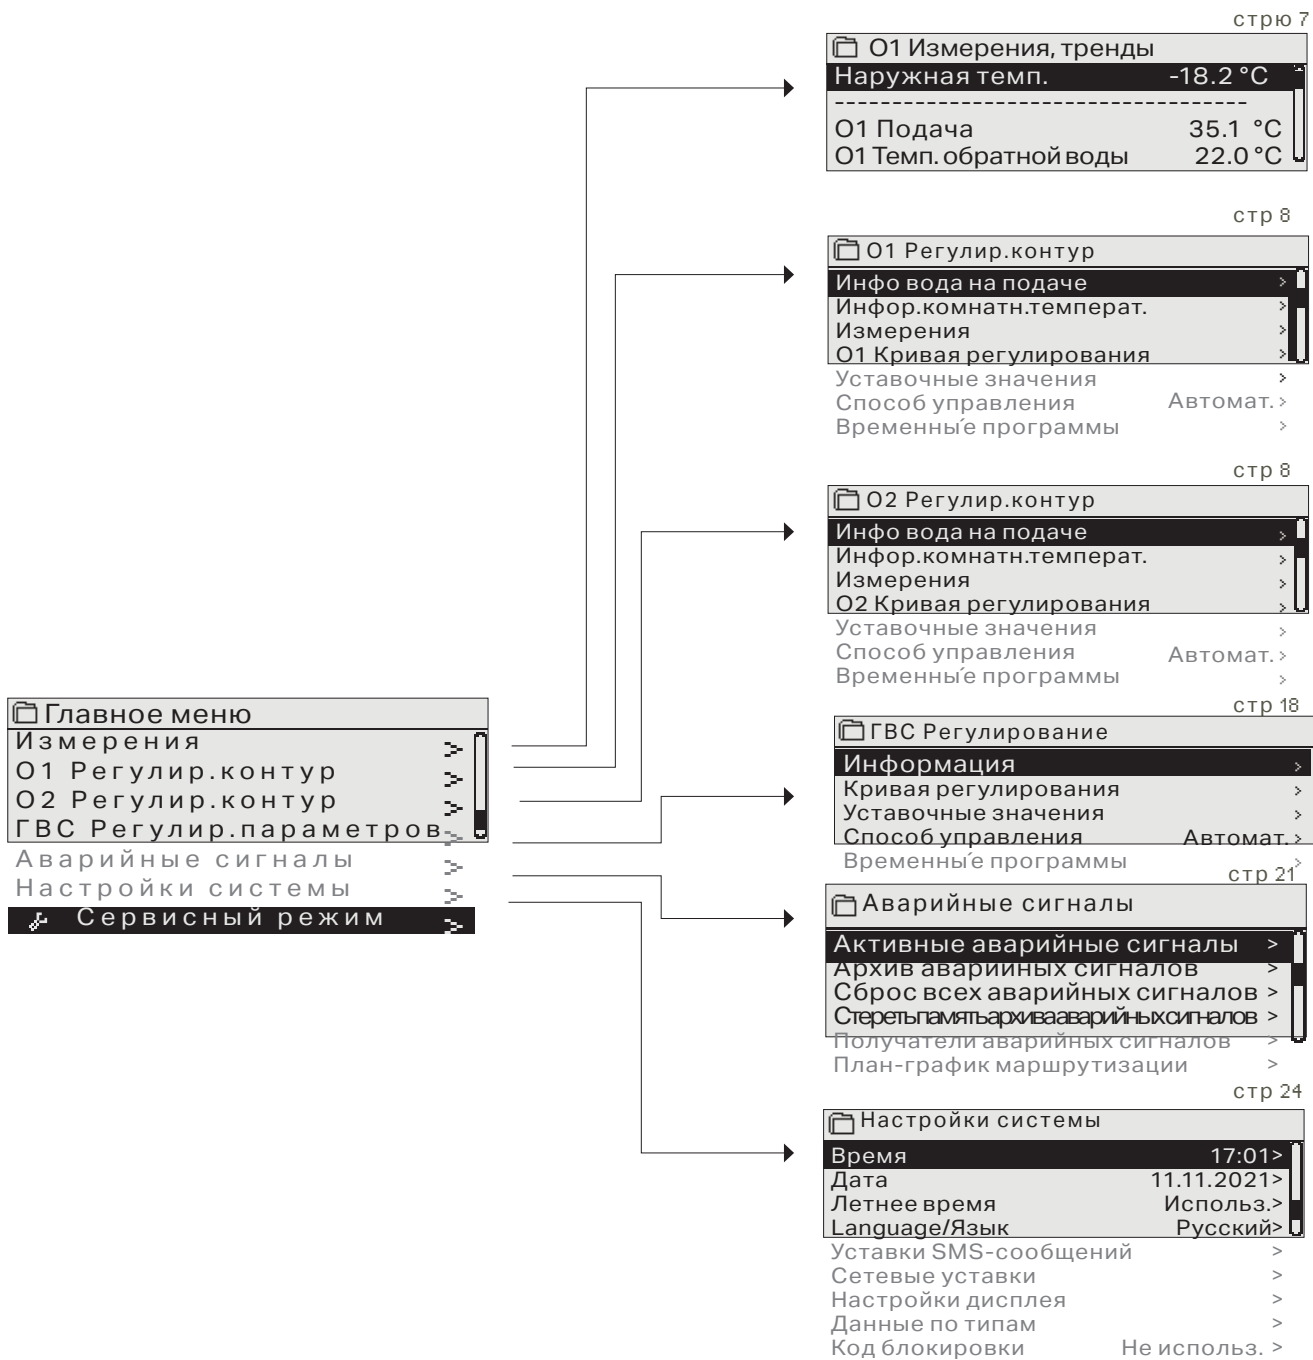 стрю 7
О1 Измерения, тренды
Наружная темп. -18.2 °C
--------------------------------------
О1 Подача 35.1 °C
О1 Темп. обратной воды 22.0 °C
стр 8
О1 Регулир.контур
Инфо вода на подаче >
Инфор.комнатн.температ. >
Измерения >
О1 Кривая регулирования >
Уставочные значения >
Способ управления Автомат. >
Временны́е программы >
стр 8
О2 Регулир.контур
Инфо вода на подаче >
Инфор.комнатн.температ. >
Измерения >
О2 Кривая регулирования >
Уставочные значения >
Способ управления Автомат. >
Временны́е программы >
Главное меню
Измерения >
О1 Регулир.контур >
О2 Регулир.контур >
ГВС Регулир.параметров >
Аварийные сигналы >
Настройки системы >
Сервисный режим >
стр 18
ГВС Регулирование
Информация >
Кривая регулирования >
Уставочные значения >
Способ управления Автомат. >
Временны́е программы >
стр 21
Аварийные сигналы
Активные аварийные сигналы >
Архив аварийных сигналов >
Сброс всех аварийных сигналов >
Стереть память архива аварийных сигналов >
Получатели аварийных сигналов >
План-график маршрутизации >
стр 24
Настройки системы
Время 17:01>
Дата 11.11.2021>
Летнее время Использ.>
Language/Язык Русский>
Уставки SMS-сообщений >
Сетевые уставки >
Настройки дисплея >
Данные по типам >
Код блокировки Не использ. >